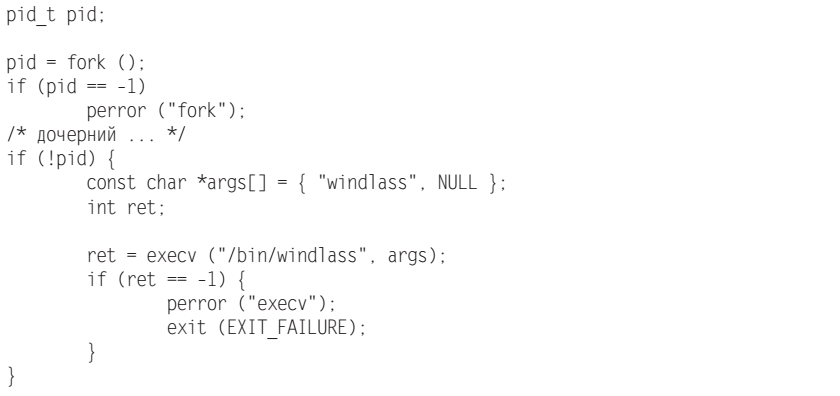 pid_t pid;
pid = fork ();
if (pid == -1)
perror ("fork");
/* дочерний ... */
if (!pid) {
const char *args[] = { "windlass", NULL };
int ret;
ret = execv ("/bin/windlass", args);
if (ret == -1) {
perror ("execv");
exit (EXIT_FAILURE);
}
}